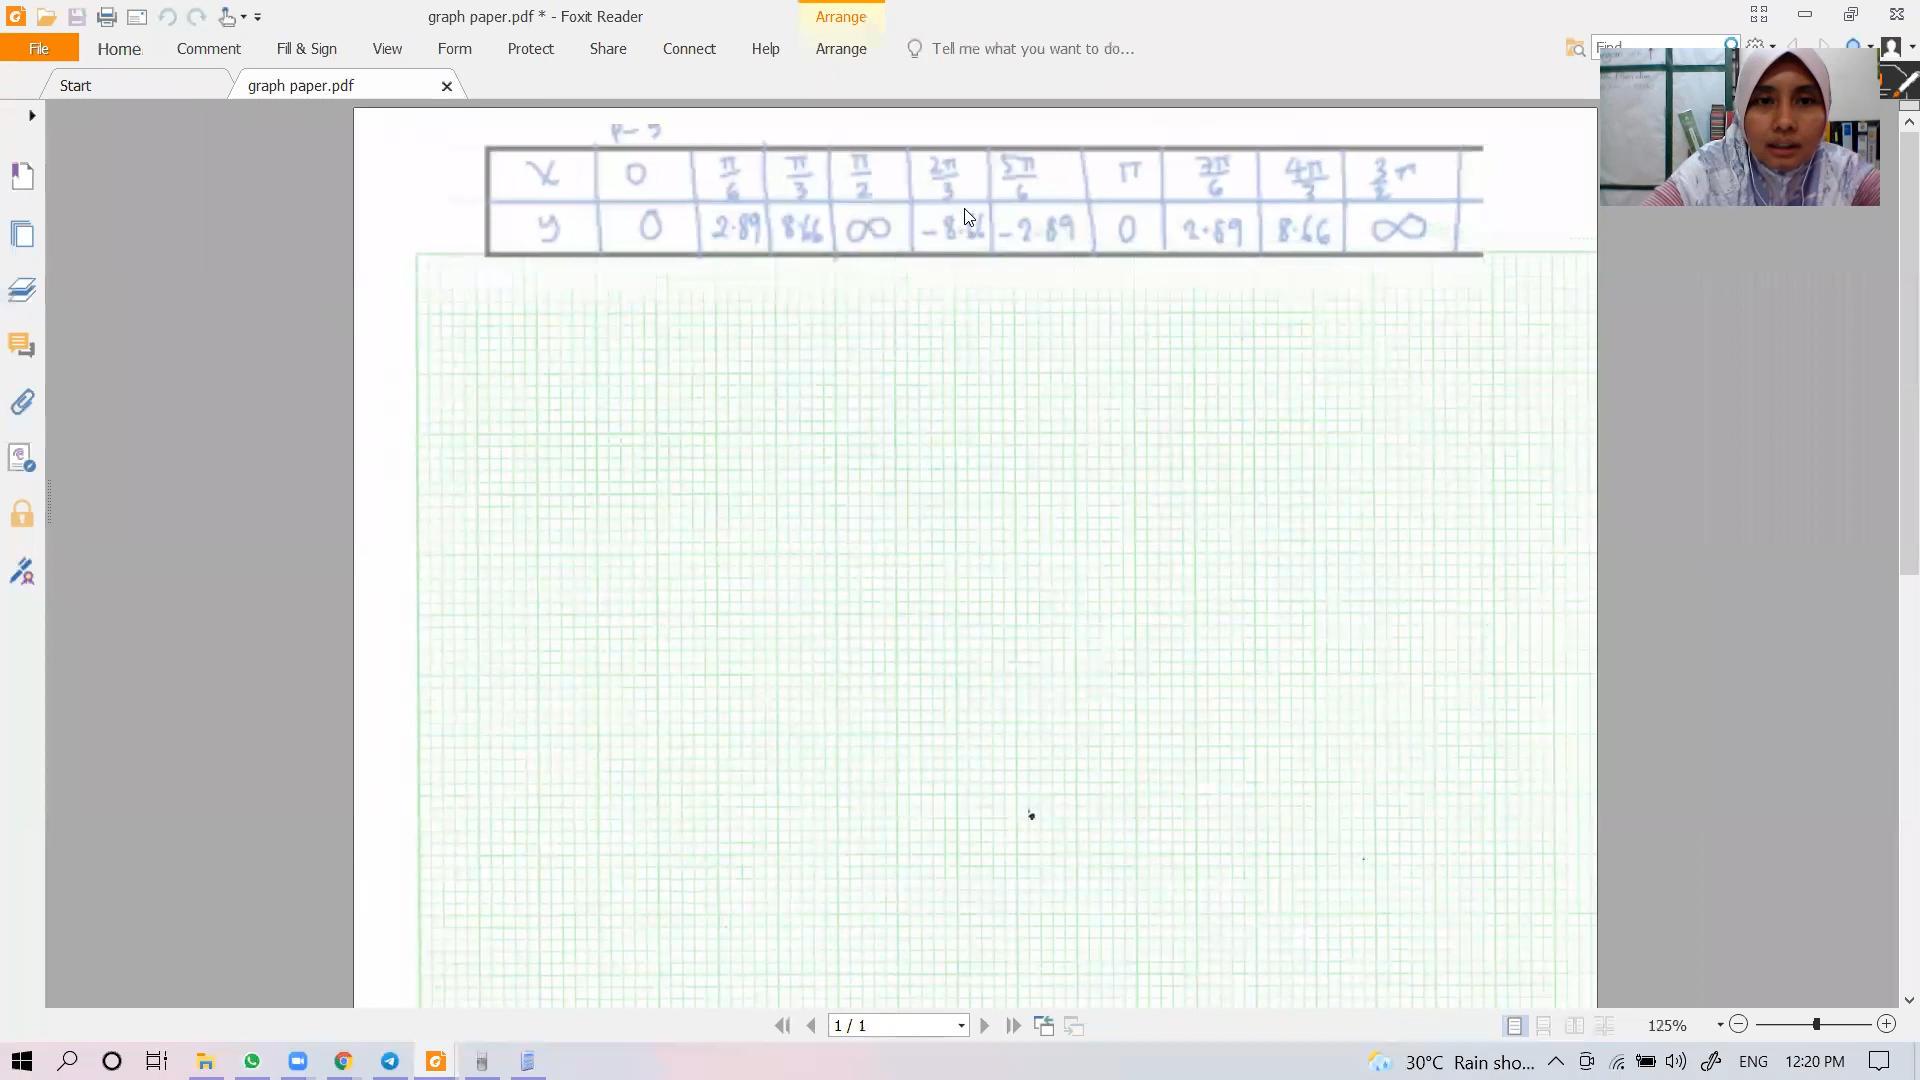 graph paper.pdf * - Foxit Reader
Arrange
File Home Comment Fill & Sign View Form Protect Share Connect Help Arrange Tell me what you want to do... Find
Start graph paper.pdf
x 0 π/6 π/3 π/2 2π/3 5π/6 π 7π/6 4π/3 3/2 π
y 0 2.89 8.66 ∞ -8.66 -2.89 0 2.89 8.66 ∞
1 / 1
125%
30°C Rain sho... ENG 12:20 PM